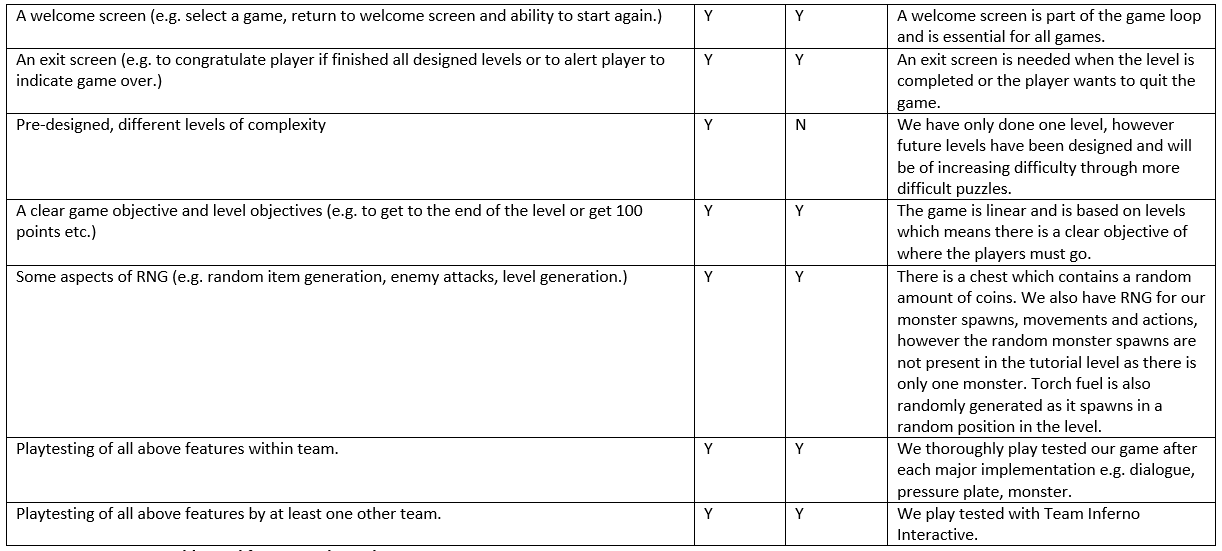 A welcome screen (e.g. select a game, return to welcome screen and ability to start again.) Y Y A welcome screen is part of the game loop
and is essential for all games.
An exit screen (e.g. to congratulate player if finished all designed levels or to alert player to Y Y An exit screen is needed when the level is
indicate game over.) completed or the player wants to quit the
game.
Pre-designed, different levels of complexity Y N We have only done one level, however
future levels have been designed and will
be of increasing difficulty through more
difficult puzzles.
A clear game objective and level objectives (e.g. to get to the end of the level or get 100 Y Y The game is linear and is based on levels
points etc.) which means there is a clear objective of
where the players must go.
Some aspects of RNG (e.g. random item generation, enemy attacks, level generation.) Y Y There is a chest which contains a random
amount of coins. We also have RNG for our
monster spawns, movements and actions,
however the random monster spawns are
not present in the tutorial level as there is
only one monster. Torch fuel is also
randomly generated as it spawns in a
random position in the level.
Playtesting of all above features within team. Y Y We thoroughly play tested our game after
each major implementation e.g. dialogue,
pressure plate, monster.
Playtesting of all above features by at least one other team. Y Y We play tested with Team Inferno
Interactive.